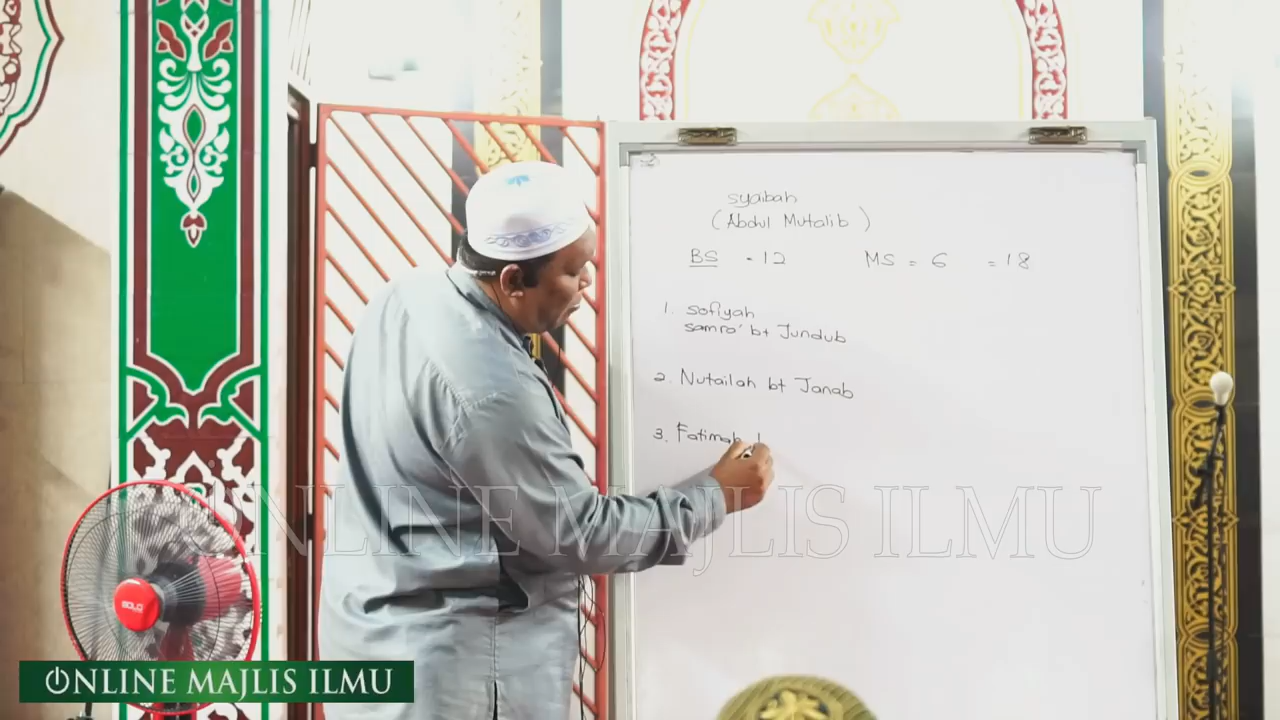 syaibah
(Abdul Mutalib)
BS = 12 MS = 6 = 18
1. sofiyah
samra' bt Jundub
2. Nutailah bt Janab
3. Fatimah
ONLINE MAJLIS ILMU
ONLINE MAJLIS ILMU